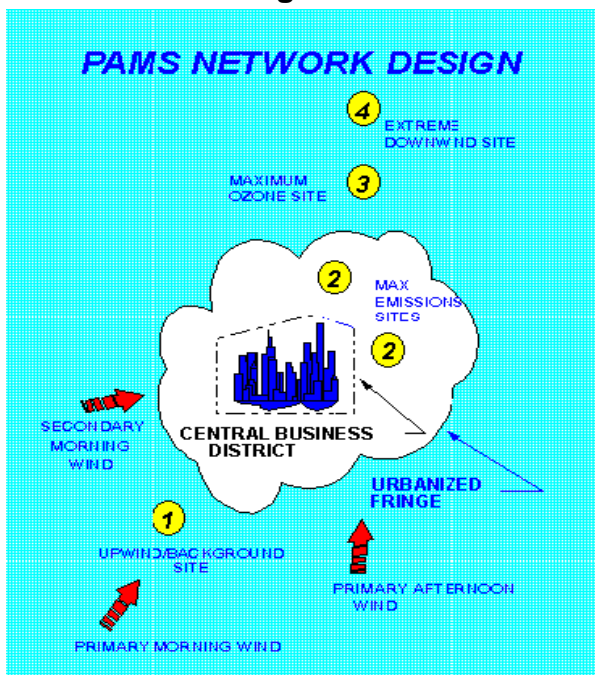 PAMS NETWORK DESIGN
4
EXTREME
DOWNWIND SITE
MAXIMUM
OZONE SITE
3
2
MAX
EMISSIONS
SITES
2
SECONDARY
MORNING
WIND
CENTRAL BUSINESS
DISTRICT
URBANIZED
FRINGE
1
UPWIND/BACKGROUND
SITE
PRIMARY AFTERNOON
WIND
PRIMARY MORNING WIND